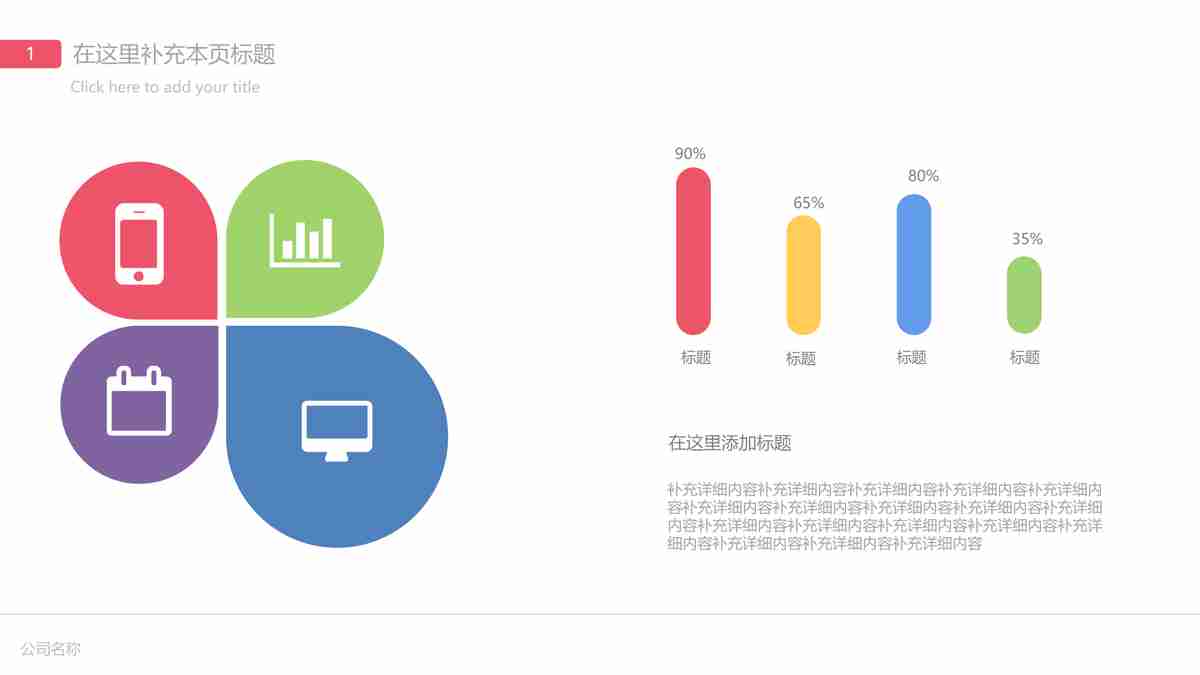 1
在这里补充本页标题
Click here to add your title
90%
65%
80%
35%
标题
标题
标题
标题
在这里添加标题
补充详细内容补充详细内容补充详细内容补充详细内容补充详细内
容补充详细内容补充详细内容补充详细内容补充详细内容补充详细
内容补充详细内容补充详细内容补充详细内容补充详细内容补充详
细内容补充详细内容补充详细内容补充详细内容
公司名称